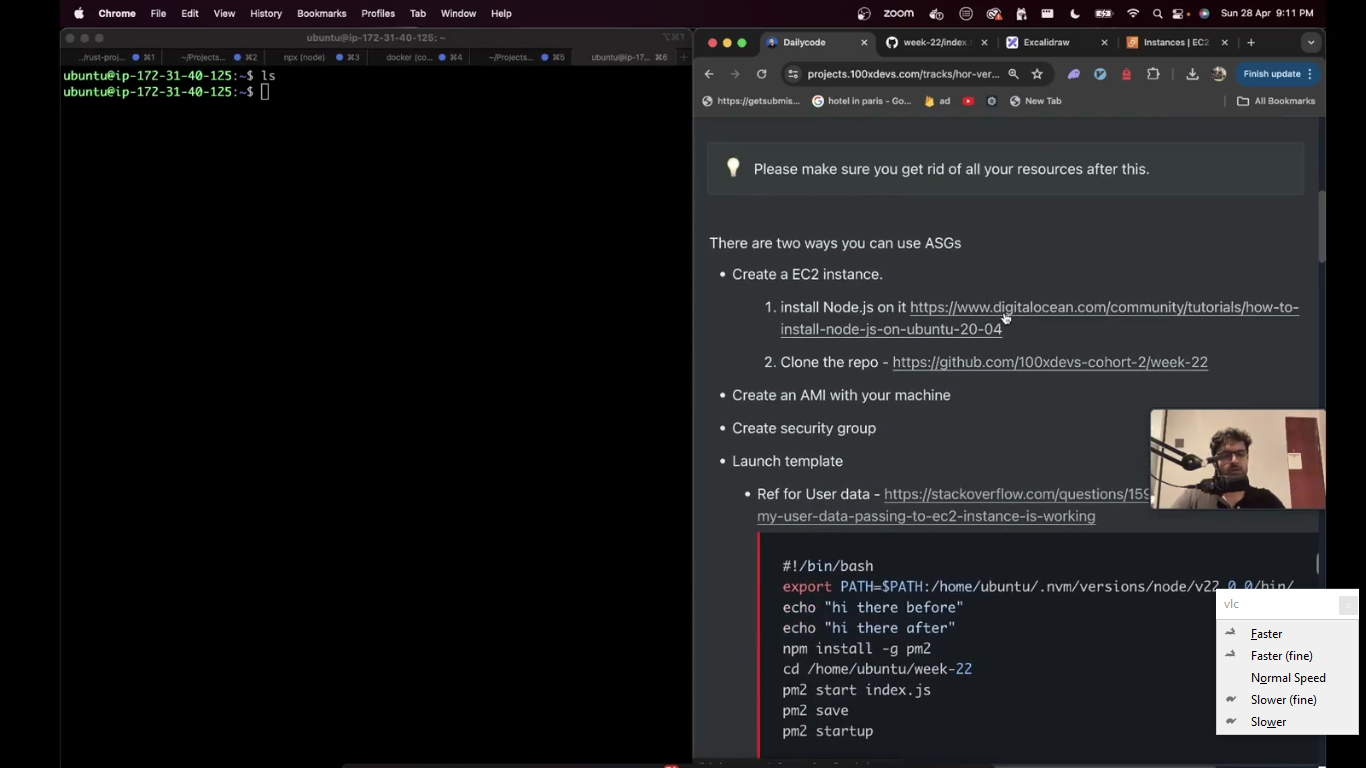 Chrome File Edit View History Bookmarks Profiles Tab Window Help zoom Sun 28 Apr 9:11 PM
ubuntu@ip-172-31-40-125: ~ ⌥⌘1
../rust-proj... ⌘1 ~/Projects... ⌘2 npx (node) ⌘3 docker (co... ⌘4 ~/Projects... ⌘5 ubuntu@ip-17... ⌘6
ubuntu@ip-172-31-40-125:~$ ls
ubuntu@ip-172-31-40-125:~$
Dailycode week-22/index. Excalidraw Instances | EC2
projects.100xdevs.com/tracks/hor-ver... Finish update
https://getsubmis... hotel in paris - Go... ad New Tab All Bookmarks
Please make sure you get rid of all your resources after this.
There are two ways you can use ASGs
• Create a EC2 instance.
1. install Node.js on it https://www.digitalocean.com/community/tutorials/how-to-
install-node-js-on-ubuntu-20-04
2. Clone the repo - https://github.com/100xdevs-cohort-2/week-22
• Create an AMI with your machine
• Create security group
• Launch template
• Ref for User data - https://stackoverflow.com/questions/159
my-user-data-passing-to-ec2-instance-is-working
#!/bin/bash
export PATH=$PATH:/home/ubuntu/.nvm/versions/node/v22.0.0/bin/
echo "hi there before"
echo "hi there after"
npm install -g pm2
cd /home/ubuntu/week-22
pm2 start index.js
pm2 save
pm2 startup
vlc
Faster
Faster (fine)
Normal Speed
Slower (fine)
Slower